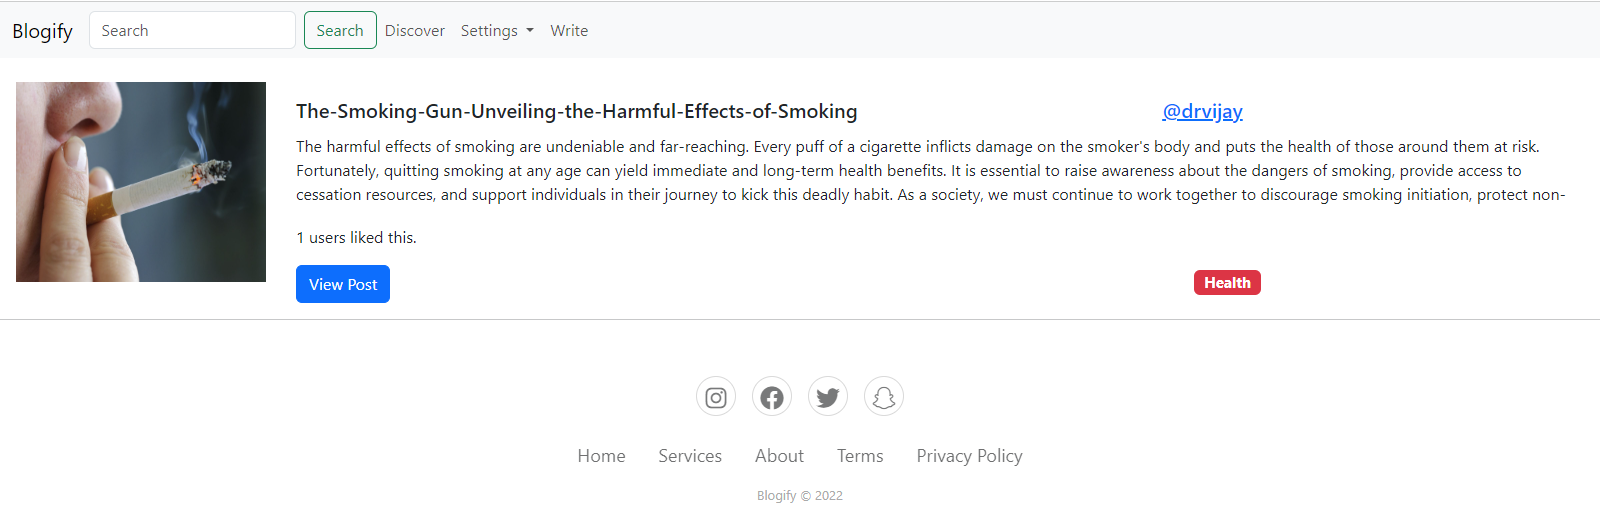 Blogify Search Search Discover Settings Write
The-Smoking-Gun-Unveiling-the-Harmful-Effects-of-Smoking @drvijay
The harmful effects of smoking are undeniable and far-reaching. Every puff of a cigarette inflicts damage on the smoker's body and puts the health of those around them at risk.
Fortunately, quitting smoking at any age can yield immediate and long-term health benefits. It is essential to raise awareness about the dangers of smoking, provide access to
cessation resources, and support individuals in their journey to kick this deadly habit. As a society, we must continue to work together to discourage smoking initiation, protect non-
1 users liked this.
View Post Health
Home Services About Terms Privacy Policy
Blogify © 2022